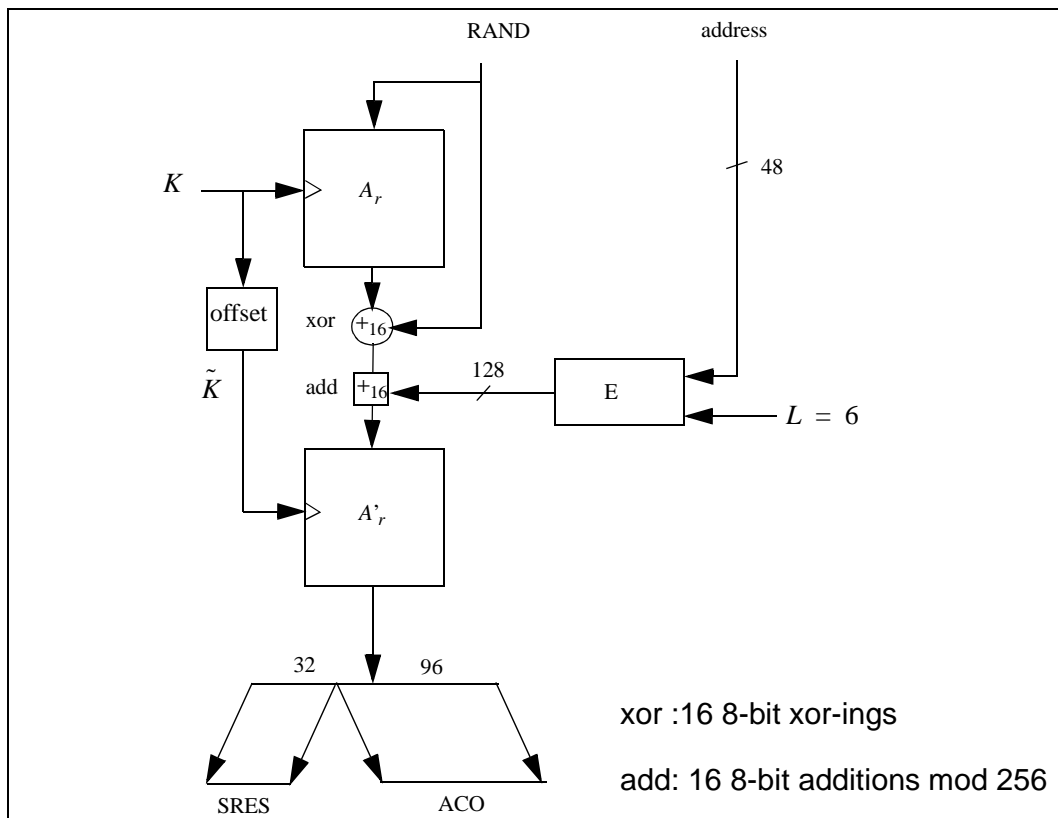 RAND
address
48
K
A_r
offset
xor
+16
K̃
128
add
+16
E
L = 6
A'_r
32
96
xor :16 8-bit xor-ings
add: 16 8-bit additions mod 256
SRES
ACO